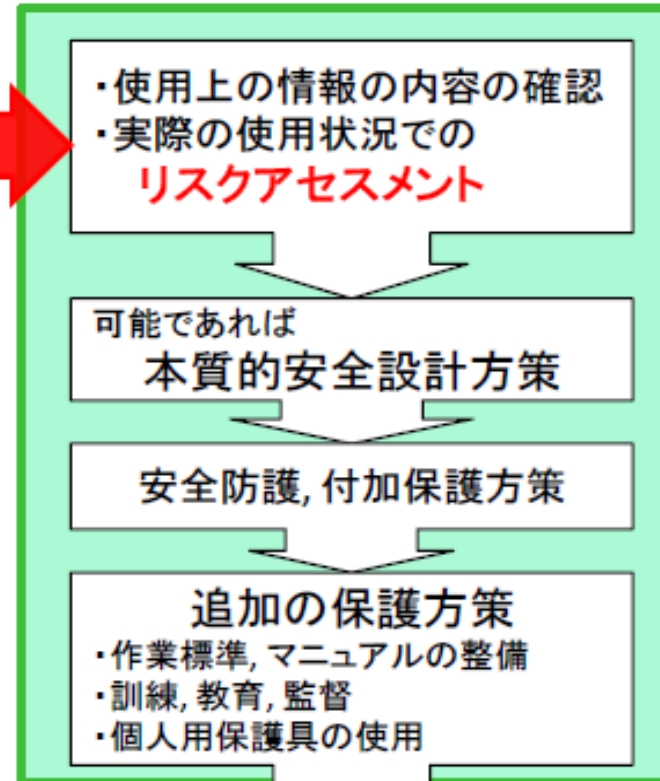 ・使用上の情報の内容の確認
・実際の使用状況での
リスクアセスメント
可能であれば
本質的安全設計方策
安全防護, 付加保護方策
追加の保護方策
・作業標準, マニュアルの整備
・訓練, 教育, 監督
・個人用保護具の使用